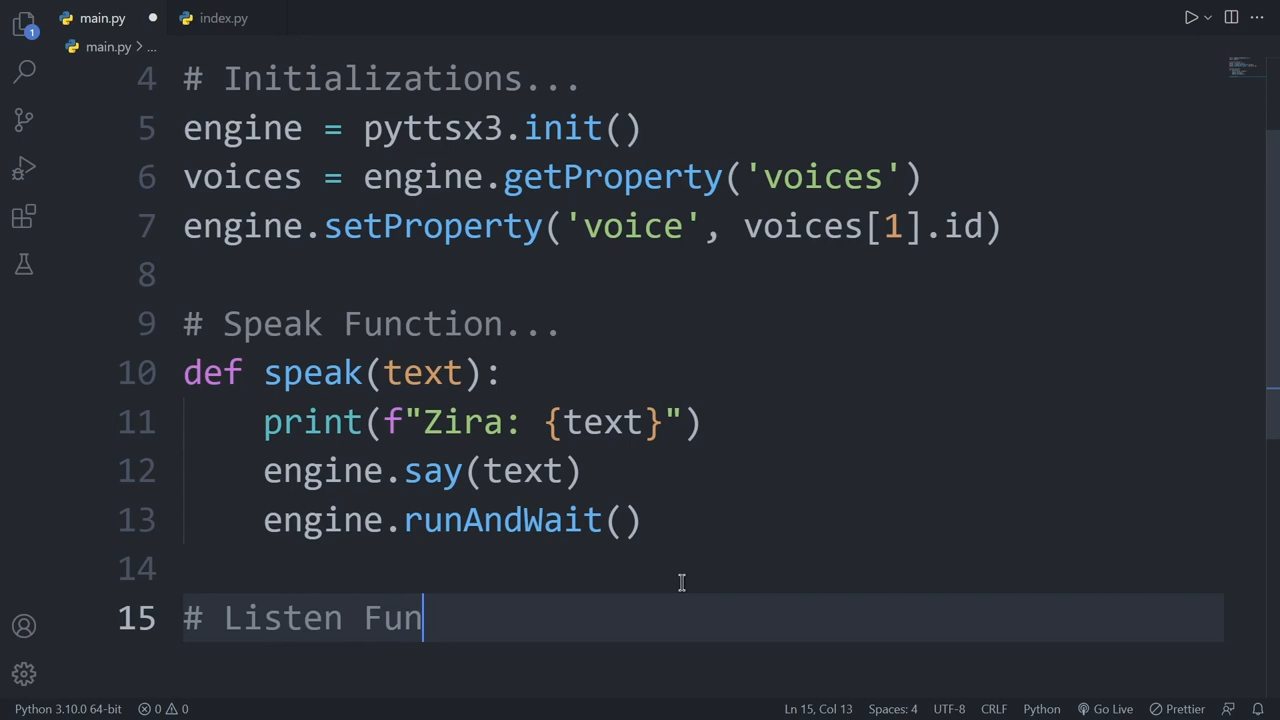 main.py
index.py
main.py > ...
1
4 # Initializations...
5 engine = pyttsx3.init()
6 voices = engine.getProperty('voices')
7 engine.setProperty('voice', voices[1].id)
8
9 # Speak Function...
10 def speak(text):
11     print(f"Zira: {text}")
12     engine.say(text)
13     engine.runAndWait()
14
15 # Listen Fun
Python 3.10.0 64-bit 0 0 Ln 15, Col 13 Spaces: 4 UTF-8 CRLF Python Go Live Prettier